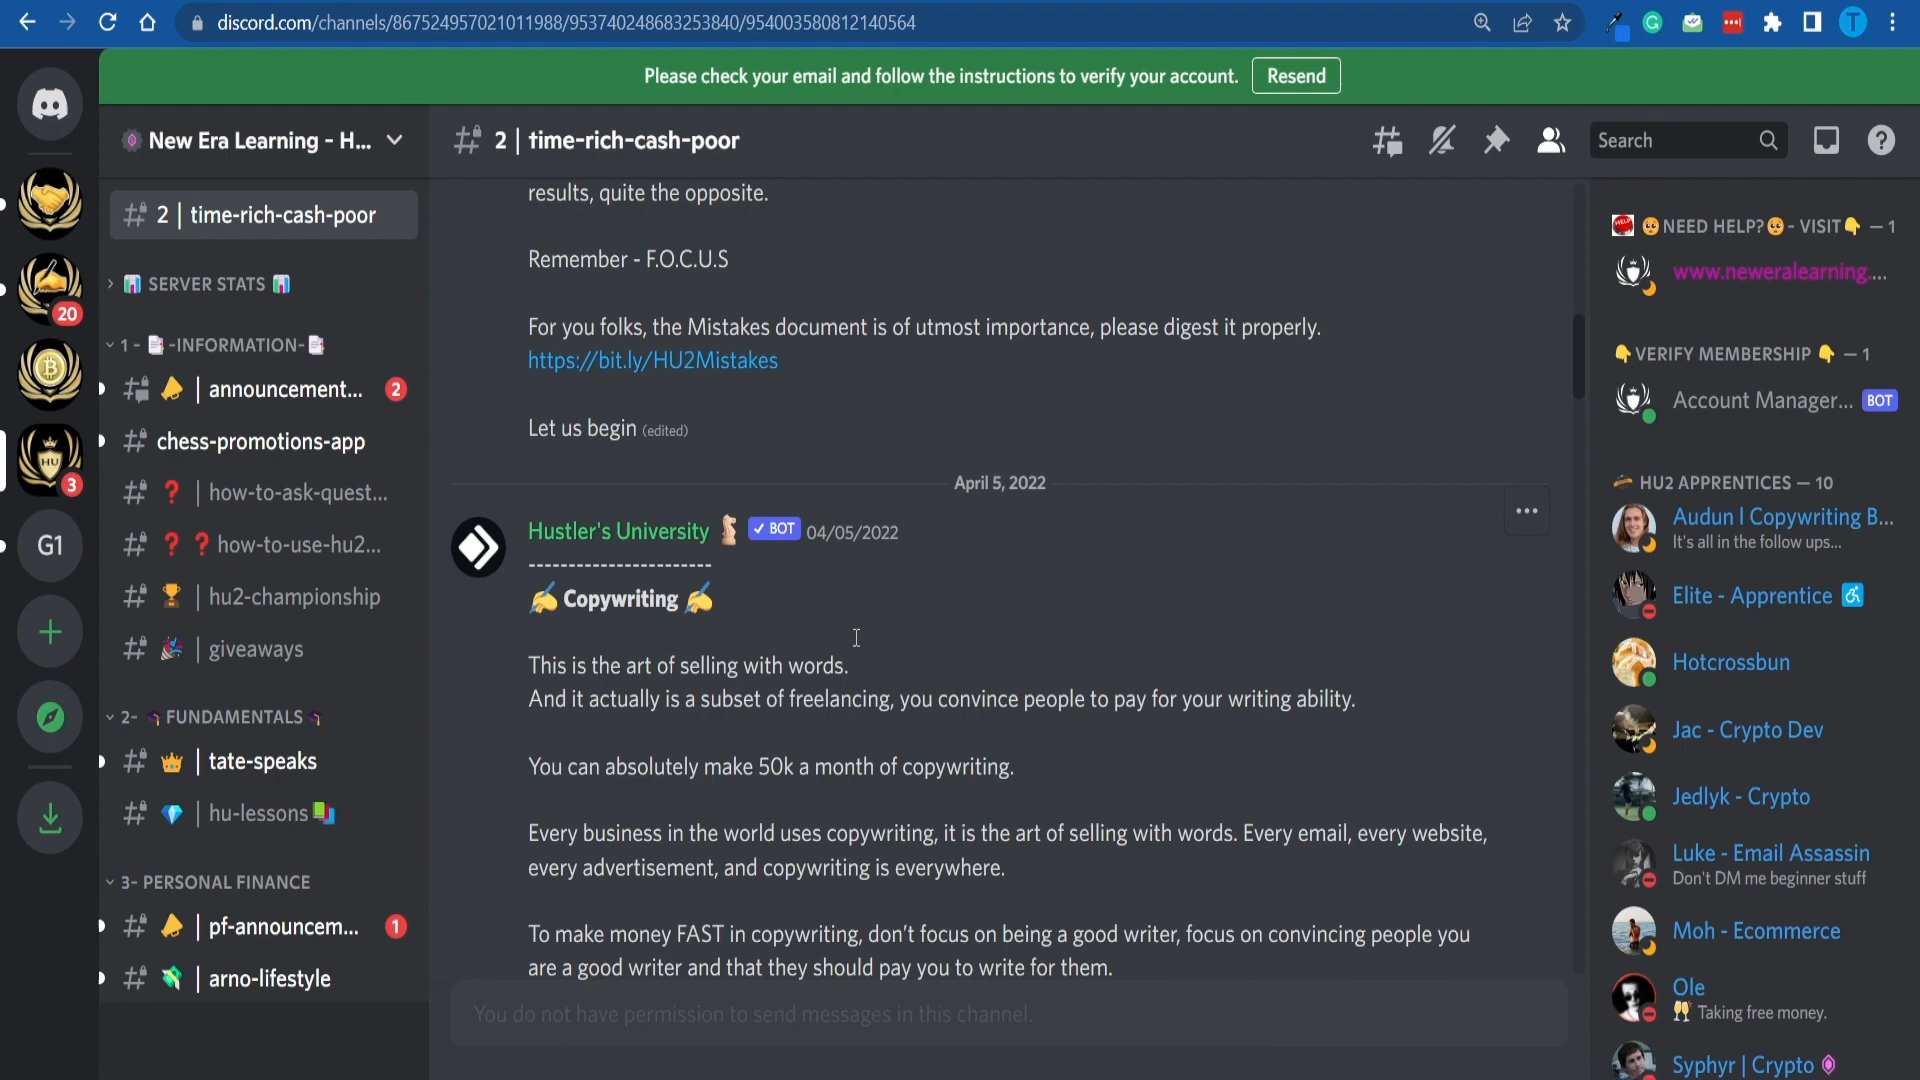 discord.com/channels/867524957021011988/953740248683253840/954003580812140564
T
Please check your email and follow the instructions to verify your account.
Resend
New Era Learning - H...
2 | time-rich-cash-poor
Search
2 | time-rich-cash-poor
SERVER STATS
1 - -INFORMATION-
announcement...
2
chess-promotions-app
❓ | how-to-ask-quest...
❓ ❓ how-to-use-hu2...
| hu2-championship
| giveaways
2- FUNDAMENTALS
| tate-speaks
| hu-lessons
3- PERSONAL FINANCE
| pf-announcem...
1
| arno-lifestyle
20
HU
3
G1
results, quite the opposite.
Remember - F.O.C.U.S
For you folks, the Mistakes document is of utmost importance, please digest it properly.
https://bit.ly/HU2Mistakes
Let us begin (edited)
April 5, 2022
Hustler's University BOT 04/05/2022
-----------------------
✍ Copywriting ✍
This is the art of selling with words.
And it actually is a subset of freelancing, you convince people to pay for your writing ability.
You can absolutely make 50k a month of copywriting.
Every business in the world uses copywriting, it is the art of selling with words. Every email, every website,
every advertisement, and copywriting is everywhere.
To make money FAST in copywriting, don't focus on being a good writer, focus on convincing people you
are a good writer and that they should pay you to write for them.
You do not have permission to send messages in this channel.
NEED HELP? - VISIT — 1
www.neweralearning....
VERIFY MEMBERSHIP — 1
Account Manager... BOT
HU2 APPRENTICES — 10
Audun l Copywriting B...
It's all in the follow ups...
Elite - Apprentice
Hotcrossbun
Jac - Crypto Dev
Jedlyk - Crypto
Luke - Email Assassin
Don't DM me beginner stuff
Moh - Ecommerce
Ole
Taking free money.
Syphyr | Crypto